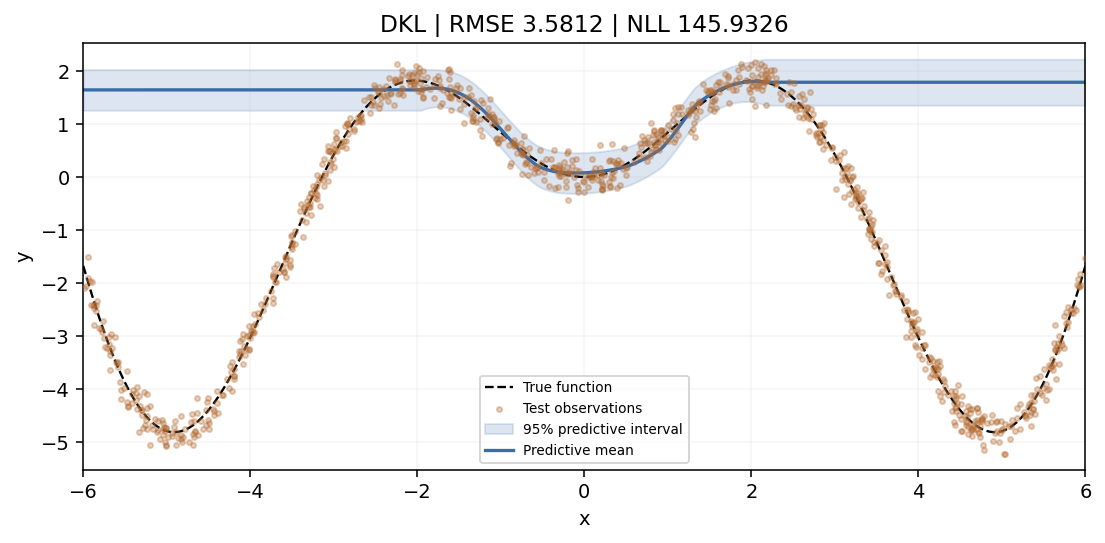 DKL | RMSE 3.5812 | NLL 145.9326
2
1
0
−1
−2
−3
−4
−5
y
True function
Test observations
95% predictive interval
Predictive mean
−6
−4
−2
0
2
4
6
x